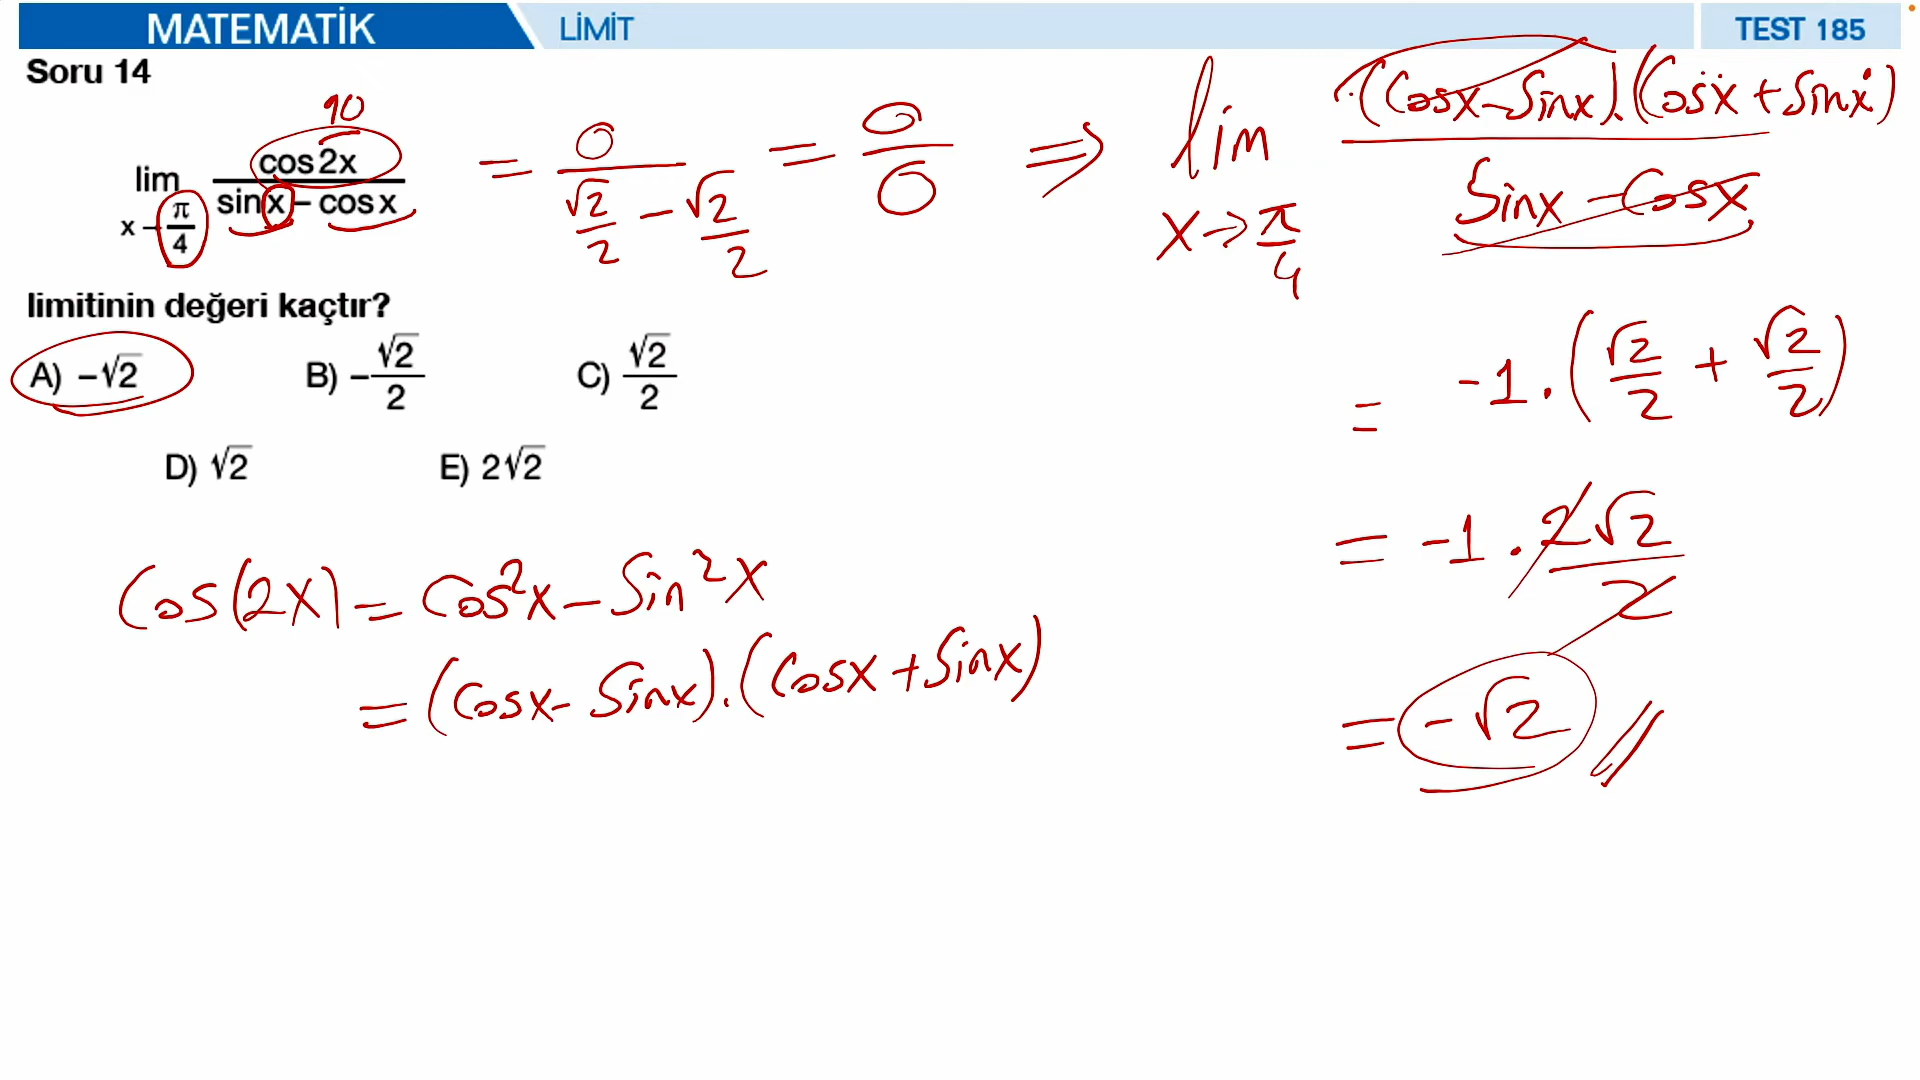 MATEMATİK LİMİT TEST 185
Soru 14
90
lim x→π/4 cos2x / (sinx – cosx) = 0 / (√2/2 – √2/2) = 0/0 ⇒ lim x→π/4 (Cosx – Sinx).(Cosx + Sinx) / (Sinx – Cosx)
limitinin değeri kaçtır?
A) –√2 B) –√2/2 C) √2/2
D) √2 E) 2√2
= -1 . (√2/2 + √2/2)
= -1 . 2√2/2
= -√2 //
Cos(2x) = Cos²x – Sin²x
= (Cosx – Sinx).(Cosx + Sinx)